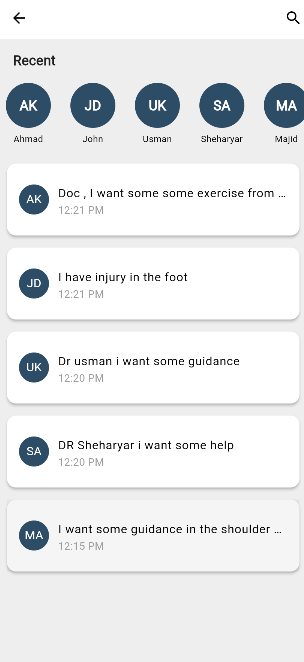 Recent
AK JD UK SA MA
Ahmad John Usman Sheharyar Majid
AK
Doc , I want some some exercise from ...
12:21 PM
JD
I have injury in the foot
12:21 PM
UK
Dr usman i want some guidance
12:20 PM
SA
DR Sheharyar i want some help
12:20 PM
MA
I want some guidance in the shoulder ...
12:15 PM